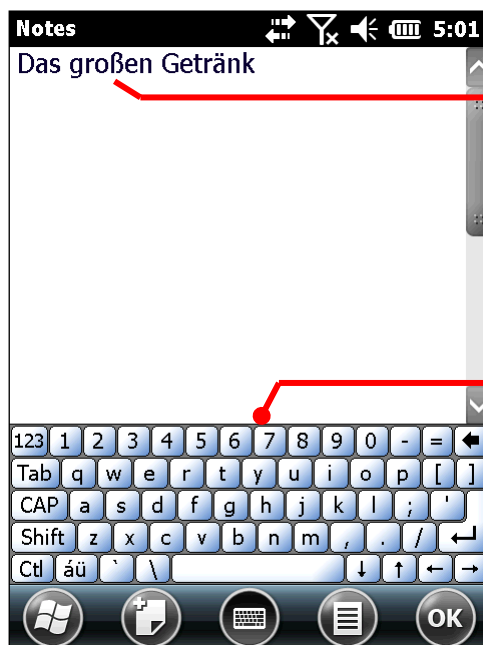 Notes 5:01
Das großen Getränk
123 1 2 3 4 5 6 7 8 9 0 - =
Tab q w e r t y u i o p [ ]
CAP a s d f g h j k l ; '
Shift z x c v b n m , . /
Ctl áü ` \ ↓ ↑ ← →
OK